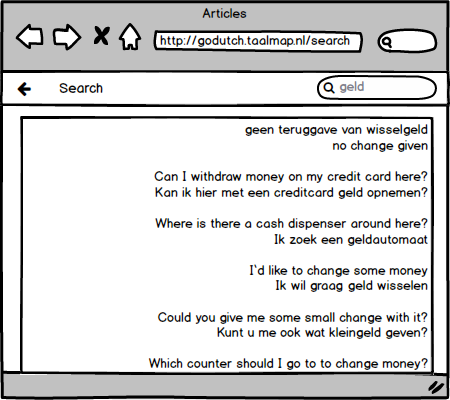 Articles
http://godutch.taalmap.nl/search
Search
geld
geen teruggave van wisselgeld
no change given
Can I withdraw money on my credit card here?
Kan ik hier met een creditcard geld opnemen?
Where is there a cash dispenser around here?
Ik zoek een geldautomaat
I'd like to change some money
Ik wil graag geld wisselen
Could you give me some small change with it?
Kunt u me ook wat kleingeld geven?
Which counter should I go to to change money?